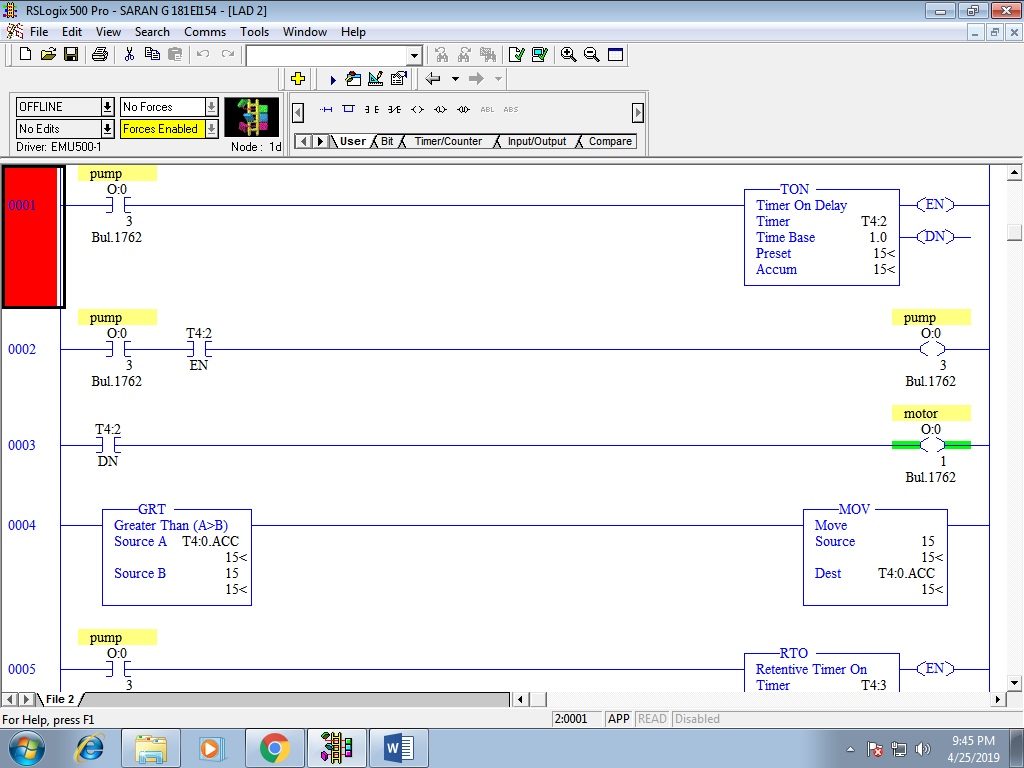 RSLogix 500 Pro - SARAN G 181EI154 - [LAD 2]
File Edit View Search Comms Tools Window Help
OFFLINE No Forces
No Edits Forces Enabled
Driver: EMU500-1 Node : 1d
ABL ABS
User Bit Timer/Counter Input/Output Compare
pump
O:0
0001
3
Bul.1762
TON
Timer On Delay
Timer T4:2
Time Base 1.0
Preset 15<
Accum 15<
EN
DN
pump
O:0
T4:2
0002
3
EN
Bul.1762
pump
O:0
3
Bul.1762
T4:2
0003
DN
motor
O:0
1
Bul.1762
0004
GRT
Greater Than (A>B)
Source A T4:0.ACC
15<
Source B 15
15<
MOV
Move
Source 15
15<
Dest T4:0.ACC
15<
pump
O:0
0005
3
RTO
Retentive Timer On
Timer T4:3
EN
File 2
For Help, press F1
2:0001 APP READ Disabled
9:45 PM
4/25/2019